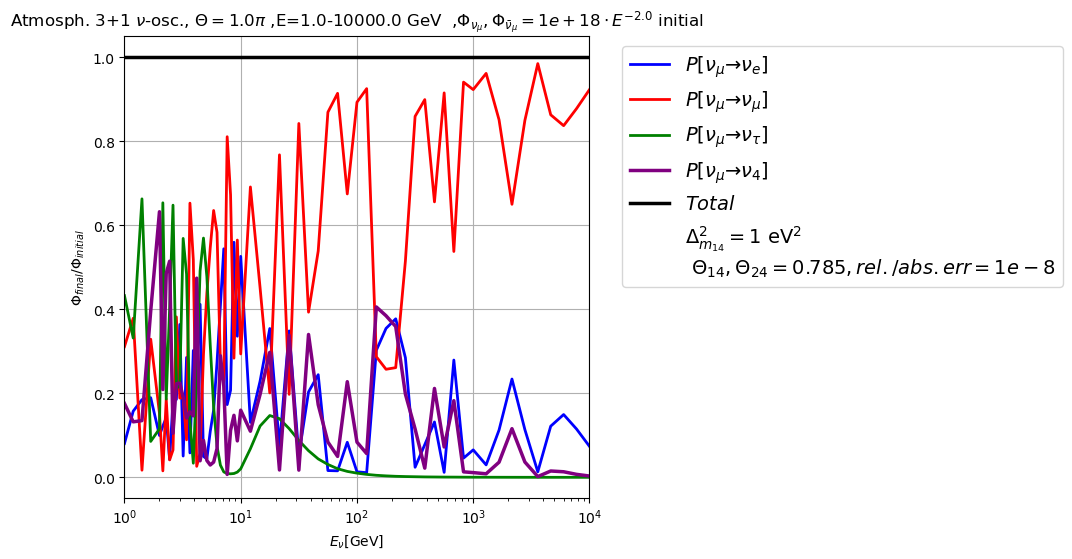 Atmosph. 3+1 ν-osc., Θ = 1.0π ,E=1.0-10000.0 GeV ,Φ_{ν_μ}, Φ_{ν̄_μ} = 1e + 18 · E^{-2.0} initial
P[ν_μ→ν_e]
P[ν_μ→ν_μ]
P[ν_μ→ν_τ]
P[ν_μ→ν_4]
Total
Δ^2_{m_{14}} = 1 eV^2
Θ_{14}, Θ_{24} = 0.785, rel./abs.err = 1e − 8
Φ_{final}/Φ_{initial}
1.0
0.8
0.6
0.4
0.2
0.0
10^0 10^1 10^2 10^3 10^4
E_ν[GeV]